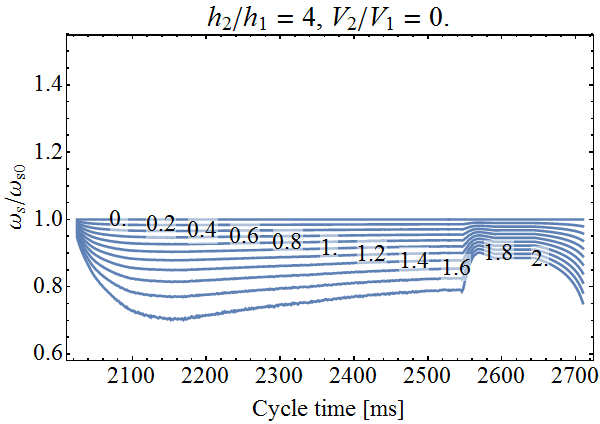 h2/h1 = 4, V2/V1 = 0.
ωs/ωs0
1.4
1.2
1.0
0.8
0.6
0. 0.2 0.4 0.6 0.8 1. 1.2 1.4 1.6 1.8 2.
2100 2200 2300 2400 2500 2600 2700
Cycle time [ms]